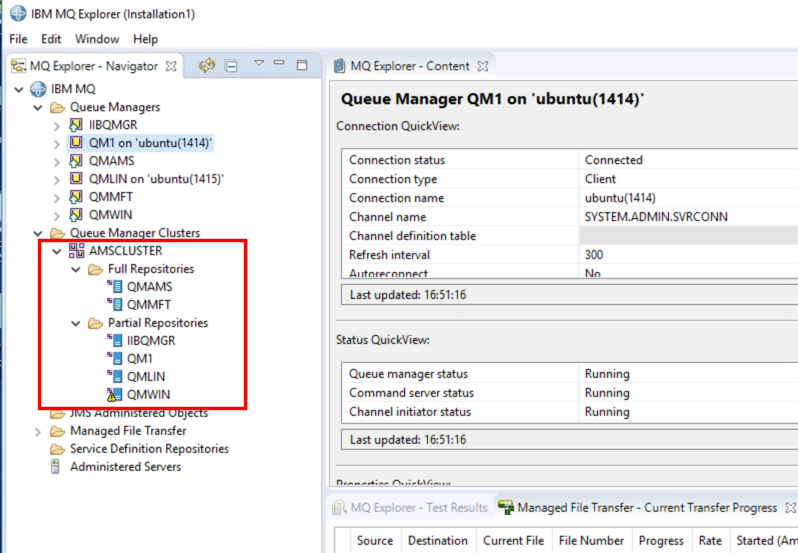 IBM MQ Explorer (Installation1)
File Edit Window Help
MQ Explorer - Navigator
IBM MQ
Queue Managers
IIBQMGR
QM1 on 'ubuntu(1414)'
QMAMS
QMLIN on 'ubuntu(1415)'
QMMFT
QMWIN
Queue Manager Clusters
AMSCLUSTER
Full Repositories
QMAMS
QMMFT
Partial Repositories
IIBQMGR
QM1
QMLIN
QMWIN
JMS Administered Objects
Managed File Transfer
Service Definition Repositories
Administered Servers
MQ Explorer - Content
Queue Manager QM1 on 'ubuntu(1414)'
Connection QuickView:
Connection status Connected
Connection type Client
Connection name ubuntu(1414)
Channel name SYSTEM.ADMIN.SVRCONN
Channel definition table
Refresh interval 300
Autoreconnect No
Last updated: 16:51:16
Status QuickView:
Queue manager status Running
Command server status Running
Channel initiator status Running
Last updated: 16:51:16
Properties QuickView:
MQ Explorer - Test Results Managed File Transfer - Current Transfer Progress
Source Destination Current File File Number Progress Rate Started (Am